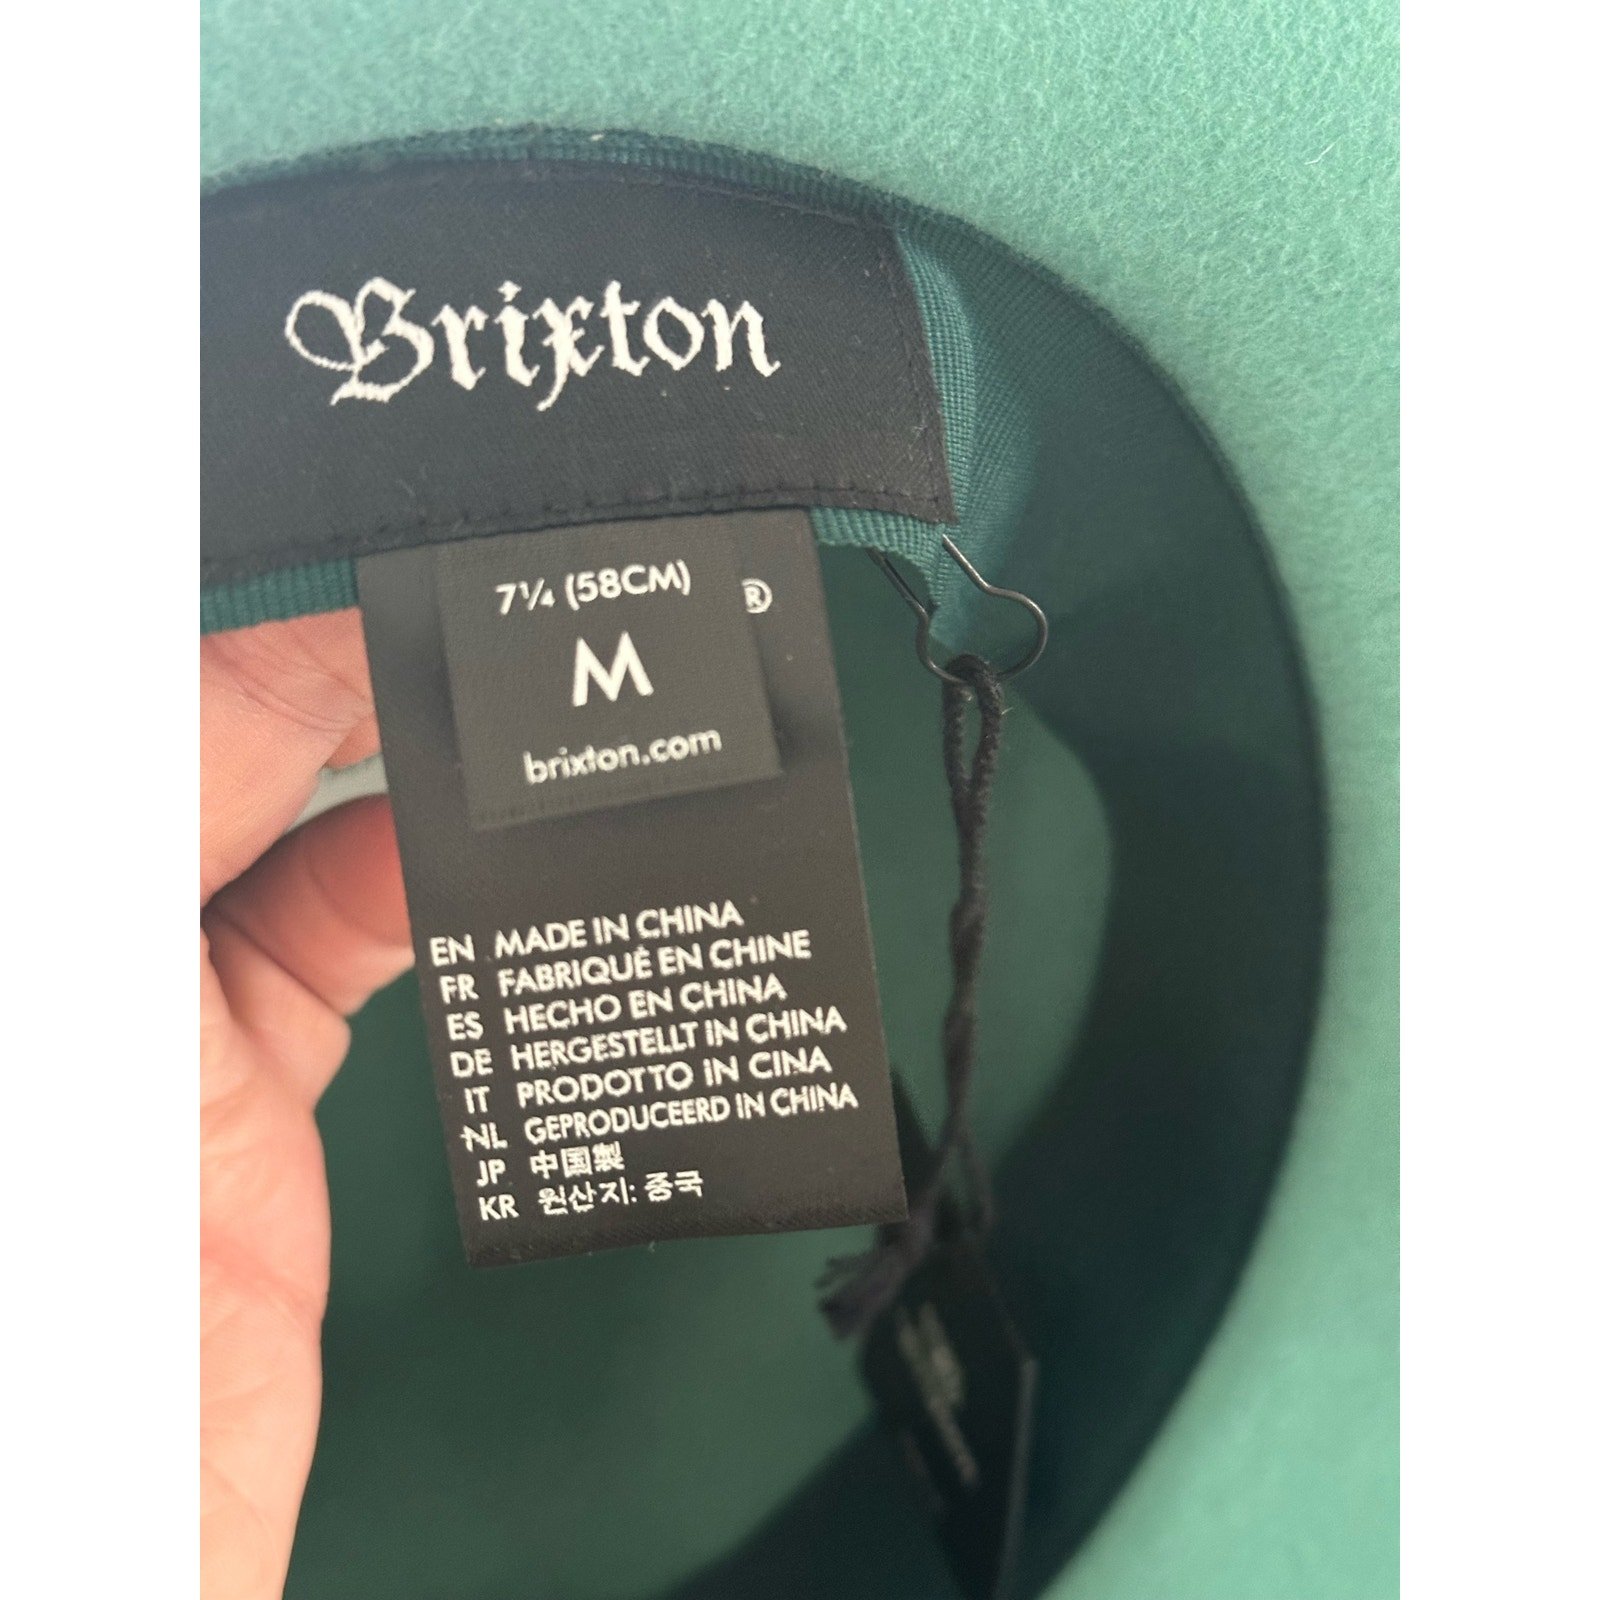 Brixton
7¼ (58CM)
®
M
brixton.com
EN MADE IN CHINA
FR FABRIQUÉ EN CHINE
ES HECHO EN CHINA
DE HERGESTELLT IN CHINA
IT PRODOTTO IN CINA
NL GEPRODUCEERD IN CHINA
JP 中国製
KR 원산지: 중국